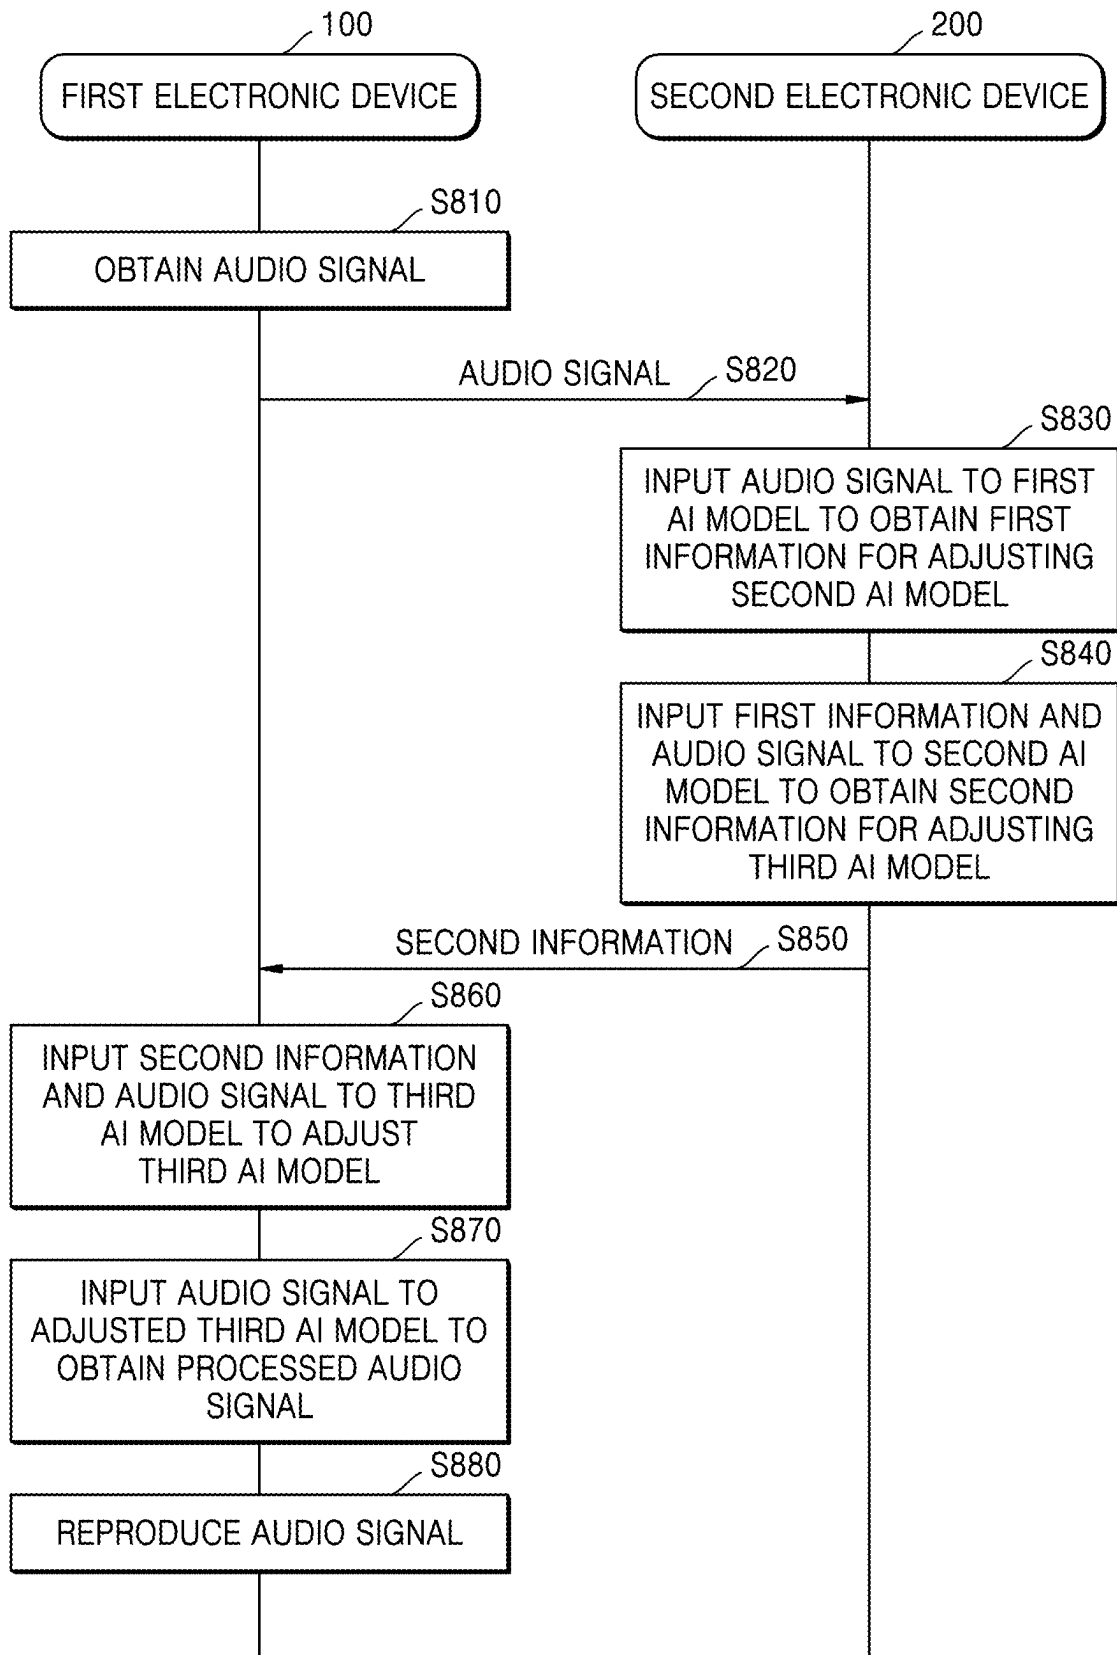 100
200
FIRST ELECTRONIC DEVICE
SECOND ELECTRONIC DEVICE
S810
OBTAIN AUDIO SIGNAL
AUDIO SIGNAL
S820
S830
INPUT AUDIO SIGNAL TO FIRST
AI MODEL TO OBTAIN FIRST
INFORMATION FOR ADJUSTING
SECOND AI MODEL
S840
INPUT FIRST INFORMATION AND
AUDIO SIGNAL TO SECOND AI
MODEL TO OBTAIN SECOND
INFORMATION FOR ADJUSTING
THIRD AI MODEL
SECOND INFORMATION
S850
S860
INPUT SECOND INFORMATION
AND AUDIO SIGNAL TO THIRD
AI MODEL TO ADJUST
THIRD AI MODEL
S870
INPUT AUDIO SIGNAL TO
ADJUSTED THIRD AI MODEL TO
OBTAIN PROCESSED AUDIO
SIGNAL
S880
REPRODUCE AUDIO SIGNAL